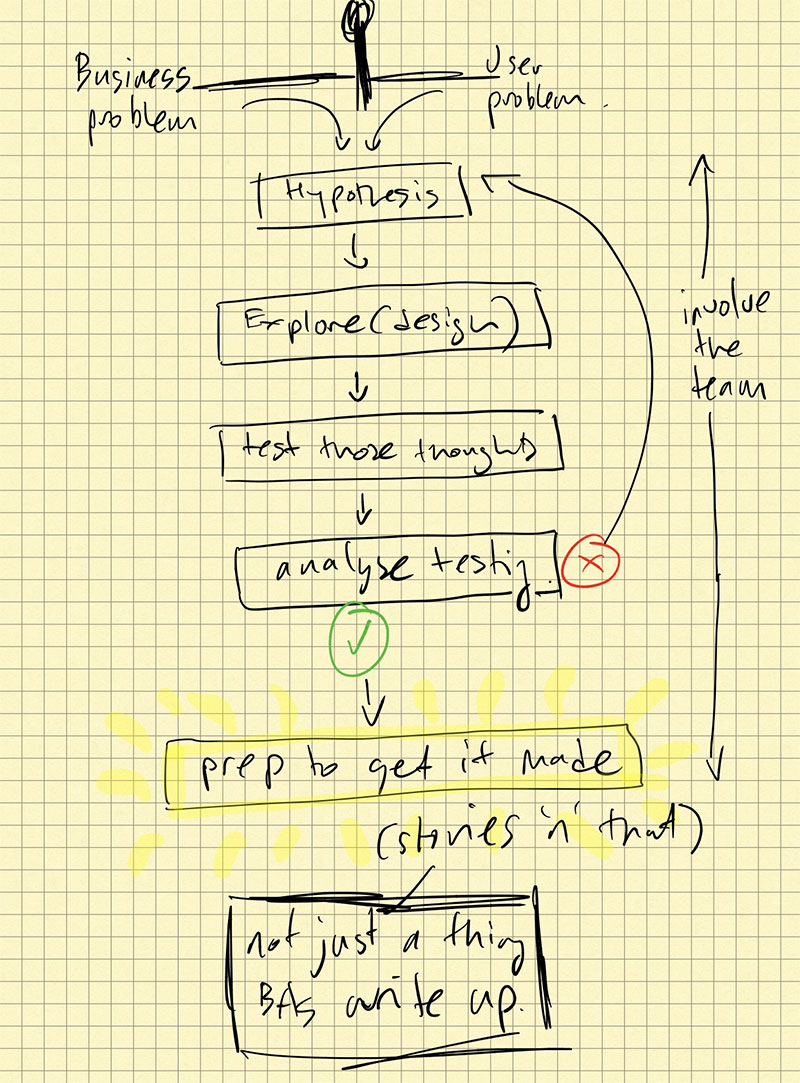 Business
problem
User
problem.
Hypothesis
Explore (design)
test those thoughts
analyse testig.
involve
the
team
prep to get it made
(stories 'n' that)
not just a thing
BAs write up.